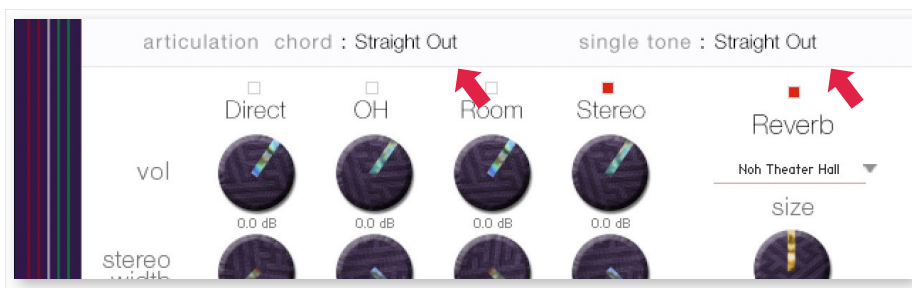 articulation chord : Straight Out single tone : Straight Out
Direct OH Room Stereo
Reverb
vol
Noh Theater Hall
size
0.0 dB 0.0 dB 0.0 dB 0.0 dB
stereo
width